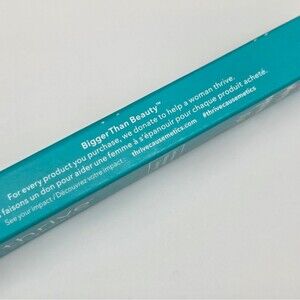 Bigger Than Beauty™
For every product you purchase, we donate to help a woman thrive.
faisons un don pour aider une femme à s'épanouir pour chaque produit acheté.
See your impact / Découvrez votre impact: thrivecausemetics.com #thrivecausemetics